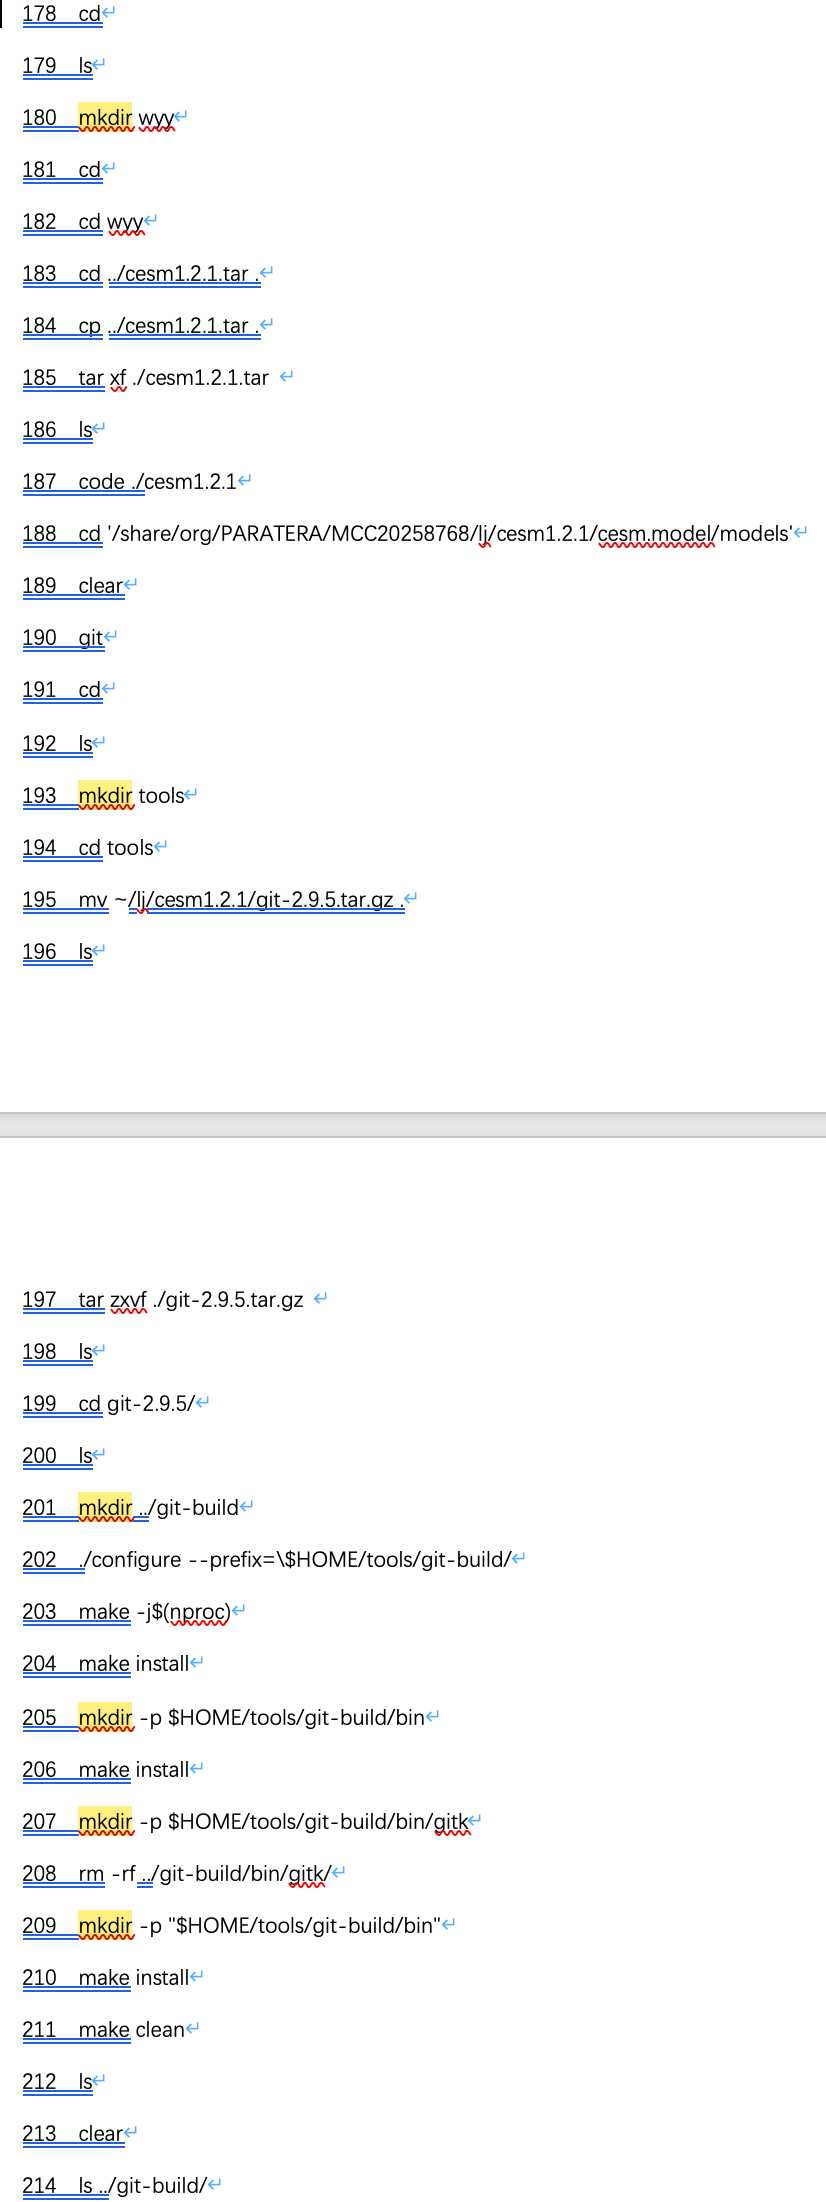 178 cd
179 ls
180 mkdir wyy
181 cd
182 cd wyy
183 cd ../cesm1.2.1.tar .
184 cp ../cesm1.2.1.tar .
185 tar xf ./cesm1.2.1.tar
186 ls
187 code ./cesm1.2.1
188 cd '/share/org/PARATERA/MCC20258768/lj/cesm1.2.1/cesm.model/models'
189 clear
190 git
191 cd
192 ls
193 mkdir tools
194 cd tools
195 mv ~/lj/cesm1.2.1/git-2.9.5.tar.gz .
196 ls
197 tar zxvf ./git-2.9.5.tar.gz
198 ls
199 cd git-2.9.5/
200 ls
201 mkdir ../git-build
202 ./configure --prefix=\$HOME/tools/git-build/
203 make -j$(nproc)
204 make install
205 mkdir -p $HOME/tools/git-build/bin
206 make install
207 mkdir -p $HOME/tools/git-build/bin/gitk
208 rm -rf ../git-build/bin/gitk/
209 mkdir -p "$HOME/tools/git-build/bin"
210 make install
211 make clean
212 ls
213 clear
214 ls ../git-build/